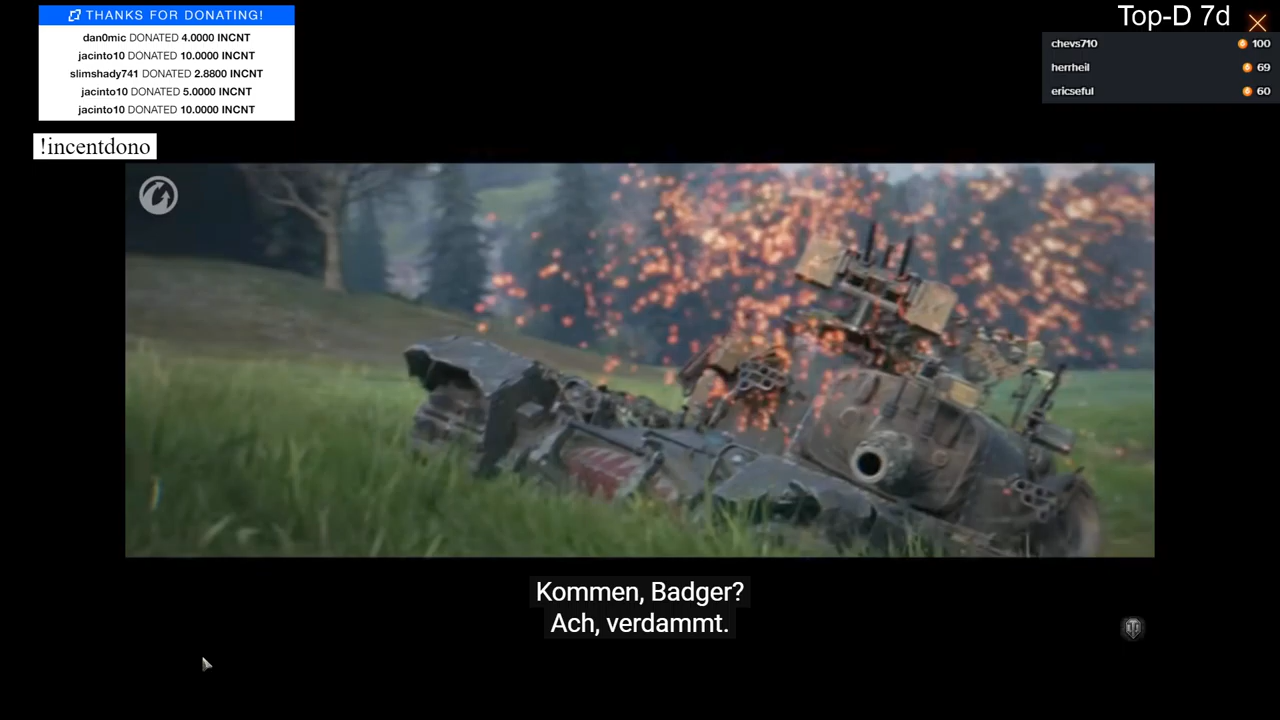 THANKS FOR DONATING!
dan0mic DONATED 4.0000 INCNT
jacinto10 DONATED 10.0000 INCNT
slimshady741 DONATED 2.8800 INCNT
jacinto10 DONATED 5.0000 INCNT
jacinto10 DONATED 10.0000 INCNT
!incentdono
Top-D 7d
chevs710 100
herrheil 69
ericseful 60
Kommen, Badger?
Ach, verdammt.